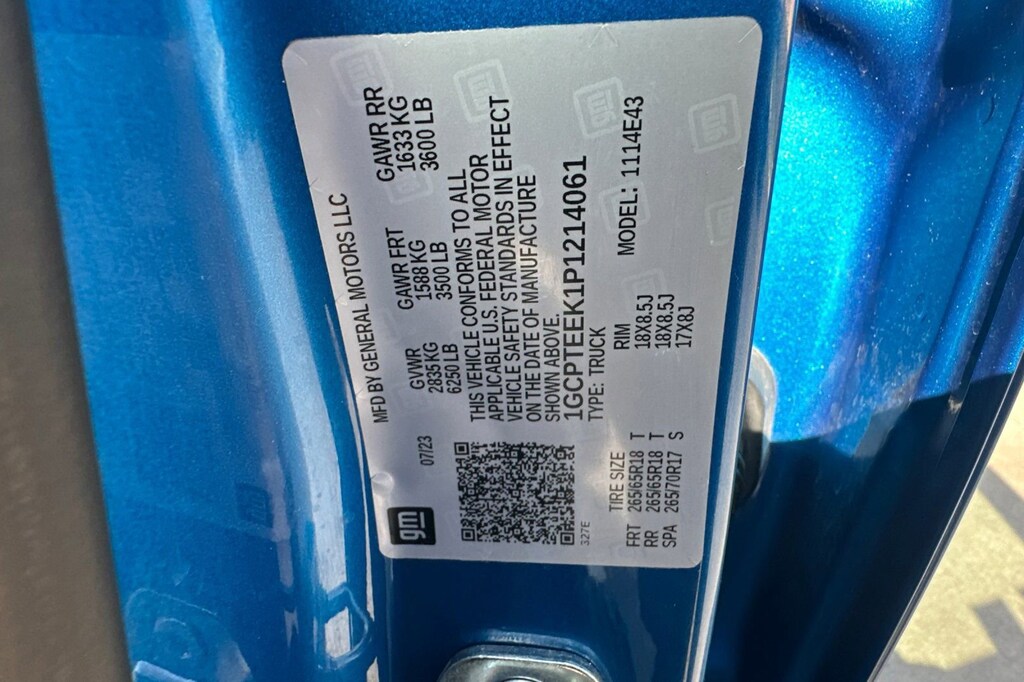 MFD BY GENERAL MOTORS LLC
gm
07/23
GVWR
2835 KG
6250 LB
GAWR FRT
1588 KG
3500 LB
GAWR RR
1633 KG
3600 LB
THIS VEHICLE CONFORMS TO ALL
APPLICABLE U.S. FEDERAL MOTOR
VEHICLE SAFETY STANDARDS IN EFFECT
ON THE DATE OF MANUFACTURE
SHOWN ABOVE.
1GCPTEEK1P1214061
TYPE: TRUCK
MODEL: 1114E43
327E
TIRE SIZE RIM
FRT 265/65R18 T 18X8.5J
RR 265/65R18 T 18X8.5J
SPA 265/70R17 S 17X8J